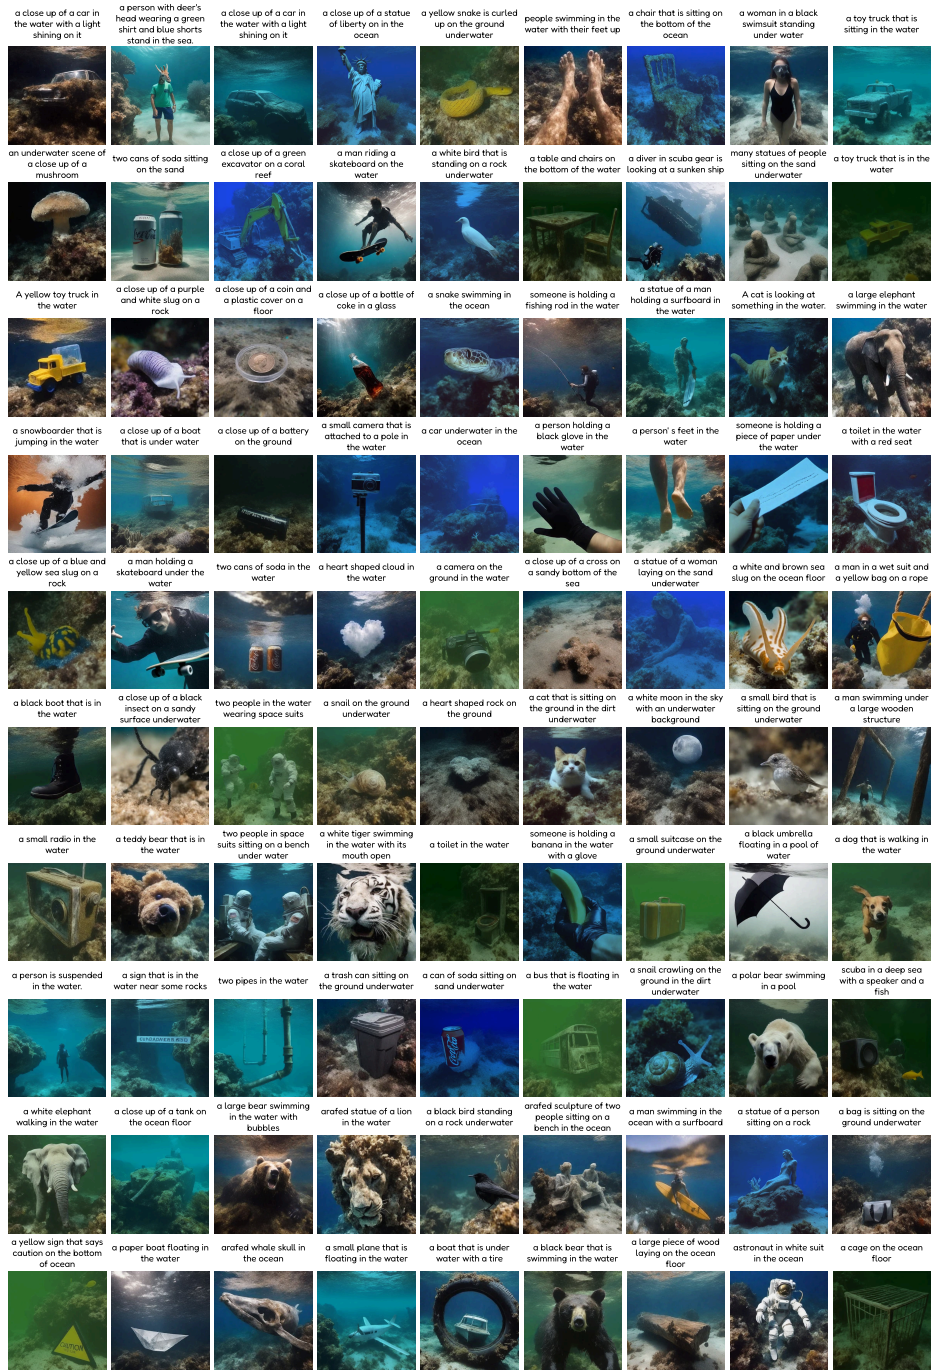 a close up of a car in
the water with a light
shining on it
a person with deer's
head wearing a green
shirt and blue shorts
stand in the sea.
a close up of a car in
the water with a light
shining on it
a close up of a statue
of liberty on in the
ocean
a yellow snake is curled
up on the ground
underwater
people swimming in the
water with their feet up
a chair that is sitting on
the bottom of the
ocean
a woman in a black
swimsuit standing
under water
a toy truck that is
sitting in the water
an underwater scene of
a close up of a
mushroom
two cans of soda sitting
on the sand
a close up of a green
excavator on a coral
reef
a man riding a
skateboard on the
water
a white bird that is
standing on a rock
underwater
a table and chairs on
the bottom of the water
a diver in scuba gear is
looking at a sunken ship
many statues of people
sitting on the sand
underwater
a toy truck that is in the
water
A yellow toy truck in
the water
a close up of a purple
and white slug on a
rock
a close up of a coin and
a plastic cover on a
floor
a close up of a bottle of
coke in a glass
a snake swimming in
the ocean
someone is holding a
fishing rod in the water
a statue of a man
holding a surfboard in
the water
A cat is looking at
something in the water.
a large elephant
swimming in the water
a snowboarder that is
jumping in the water
a close up of a boat
that is under water
a close up of a battery
on the ground
a small camera that is
attached to a pole in
the water
a car underwater in the
ocean
a person holding a
black glove in the
water
a person' s feet in the
water
someone is holding a
piece of paper under
the water
a toilet in the water
with a red seat
a close up of a blue and
yellow sea slug on a
rock
a man holding a
skateboard under the
water
two cans of soda in the
water
a heart shaped cloud in
the water
a camera on the
ground in the water
a close up of a cross on
a sandy bottom of the
sea
a statue of a woman
laying on the sand
underwater
a white and brown sea
slug on the ocean floor
a man in a wet suit and
a yellow bag on a rope
a black boot that is in
the water
a close up of a black
insect on a sandy
surface underwater
two people in the water
wearing space suits
a snail on the ground
underwater
a heart shaped rock on
the ground
a cat that is sitting on
the ground in the dirt
underwater
a white moon in the sky
with an underwater
background
a small bird that is
sitting on the ground
underwater
a man swimming under
a large wooden
structure
a small radio in the
water
a teddy bear that is in
the water
two people in space
suits sitting on a bench
under water
a white tiger swimming
in the water with its
mouth open
a toilet in the water
someone is holding a
banana in the water
with a glove
a small suitcase on the
ground underwater
a black umbrella
floating in a pool of
water
a dog that is walking in
the water
a person is suspended
in the water.
a sign that is in the
water near some rocks
two pipes in the water
a trash can sitting on
the ground underwater
a can of soda sitting on
sand underwater
a bus that is floating in
the water
a snail crawling on the
ground in the dirt
underwater
a polar bear swimming
in a pool
scuba in a deep sea
with a speaker and a
fish
Coca-Cola
a white elephant
walking in the water
a close up of a tank on
the ocean floor
a large bear swimming
in the water with
bubbles
arafed statue of a lion
in the water
a black bird standing
on a rock underwater
arafed sculpture of two
people sitting on a
bench in the ocean
a man swimming in the
ocean with a surfboard
a statue of a person
sitting on a rock
a bag is sitting on the
ground underwater
a yellow sign that says
caution on the bottom
of ocean
a paper boat floating in
the water
arafed whale skull in
the ocean
a small plane that is
floating in the water
a boat that is under
water with a tire
a black bear that is
swimming in the water
a large piece of wood
laying on the ocean
floor
astronaut in white suit
in the ocean
a cage on the ocean
floor
CAUTION